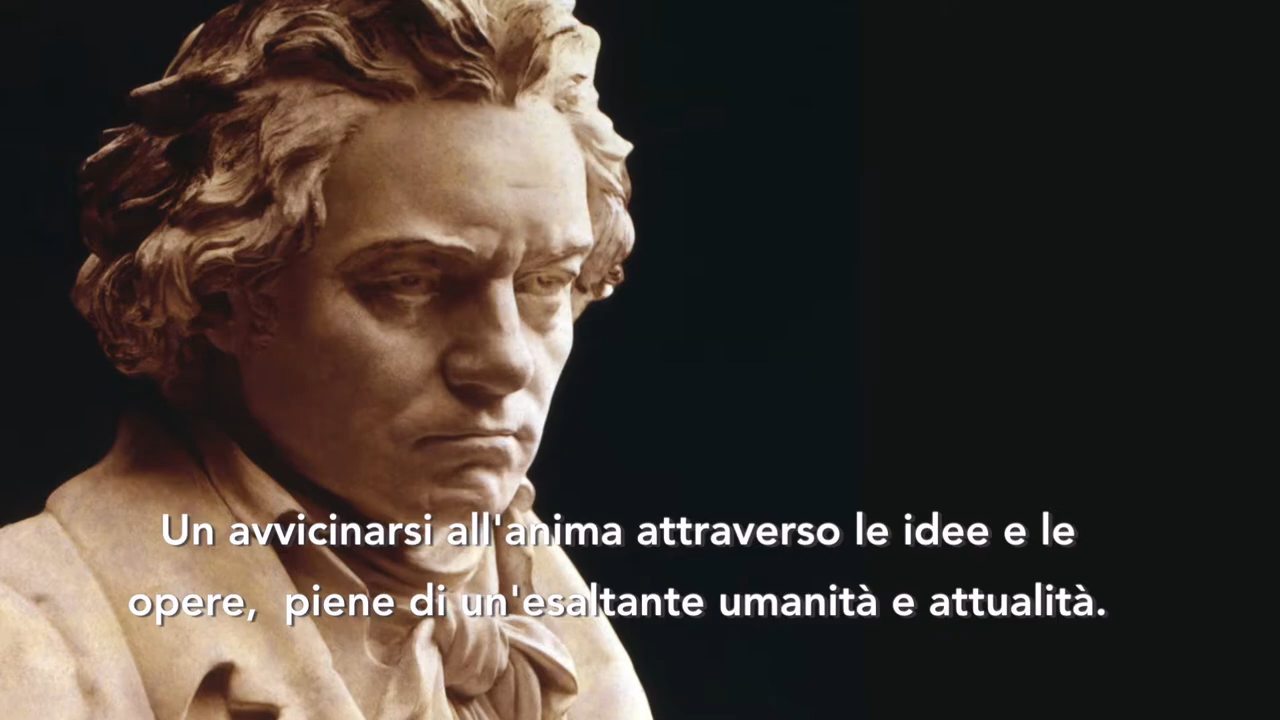 Un avvicinarsi all'anima attraverso le idee e le
opere,  piene di un'esaltante umanità e attualità.